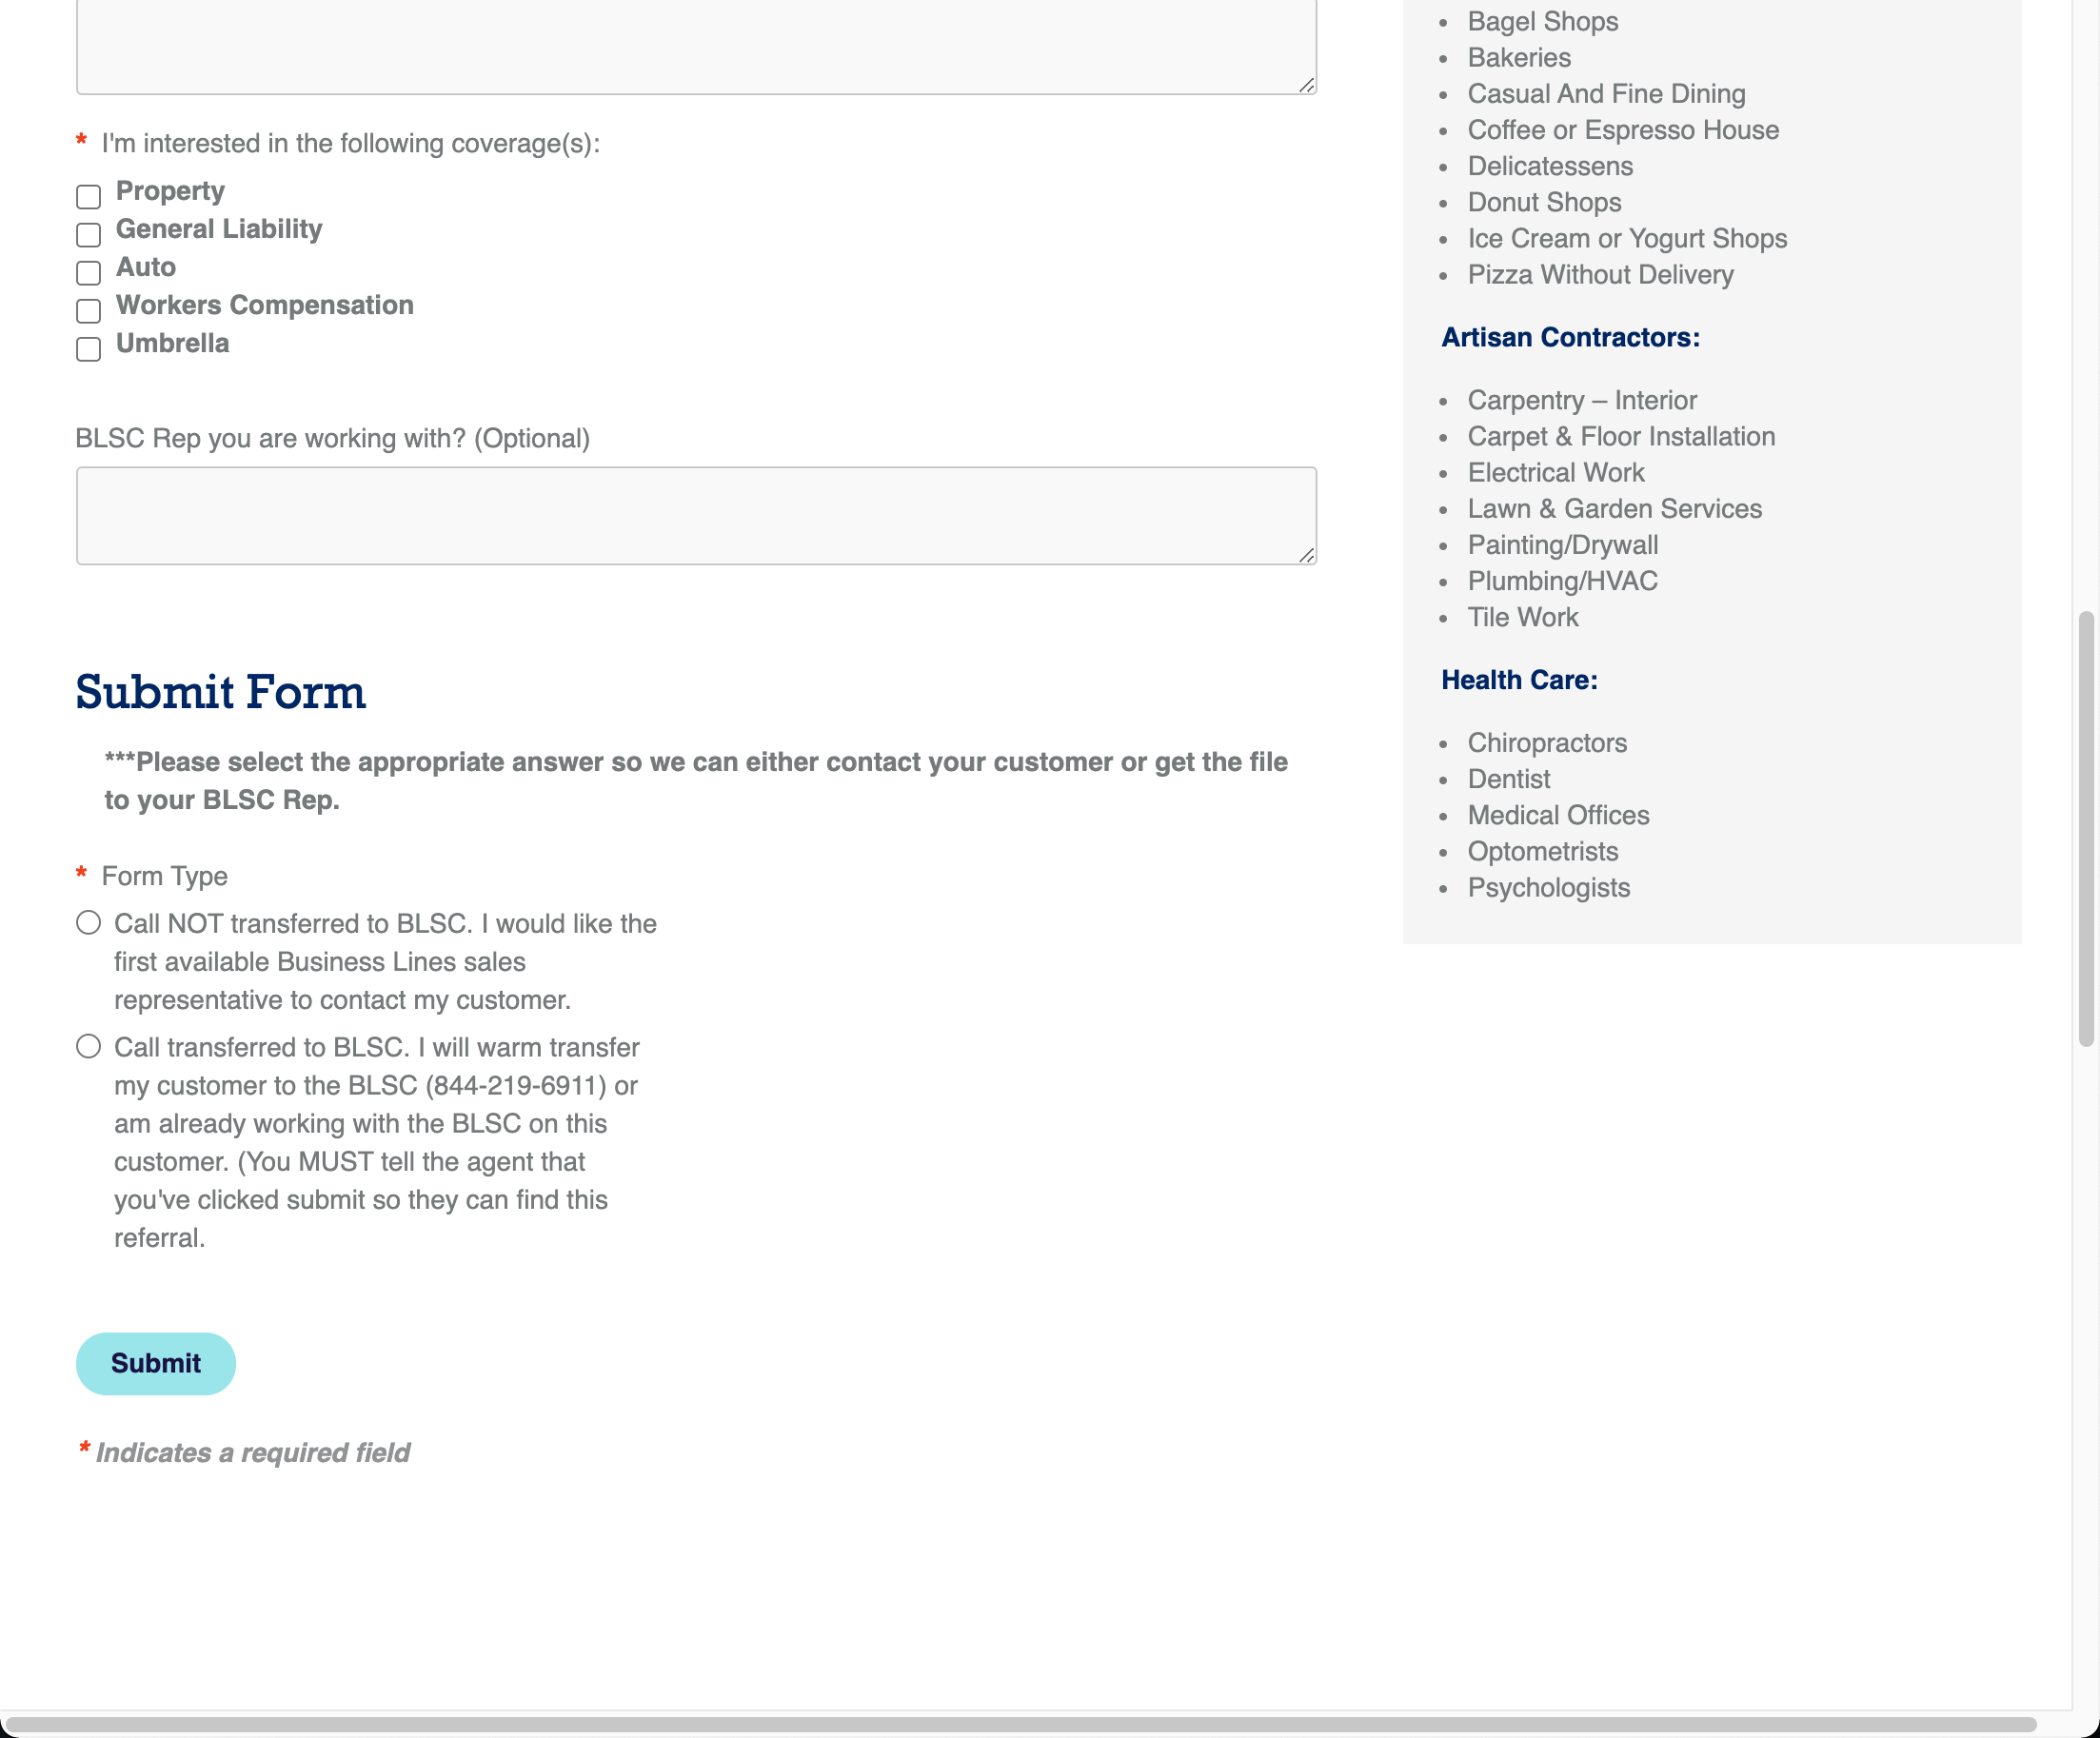 * I'm interested in the following coverage(s):
Property
General Liability
Auto
Workers Compensation
Umbrella
BLSC Rep you are working with? (Optional)
Submit Form
***Please select the appropriate answer so we can either contact your customer or get the file
to your BLSC Rep.
* Form Type
Call NOT transferred to BLSC. I would like the
first available Business Lines sales
representative to contact my customer.
Call transferred to BLSC. I will warm transfer
my customer to the BLSC (844-219-6911) or
am already working with the BLSC on this
customer. (You MUST tell the agent that
you've clicked submit so they can find this
referral.
Submit
* Indicates a required field
• Bagel Shops
• Bakeries
• Casual And Fine Dining
• Coffee or Espresso House
• Delicatessens
• Donut Shops
• Ice Cream or Yogurt Shops
• Pizza Without Delivery
Artisan Contractors:
• Carpentry – Interior
• Carpet & Floor Installation
• Electrical Work
• Lawn & Garden Services
• Painting/Drywall
• Plumbing/HVAC
• Tile Work
Health Care:
• Chiropractors
• Dentist
• Medical Offices
• Optometrists
• Psychologists